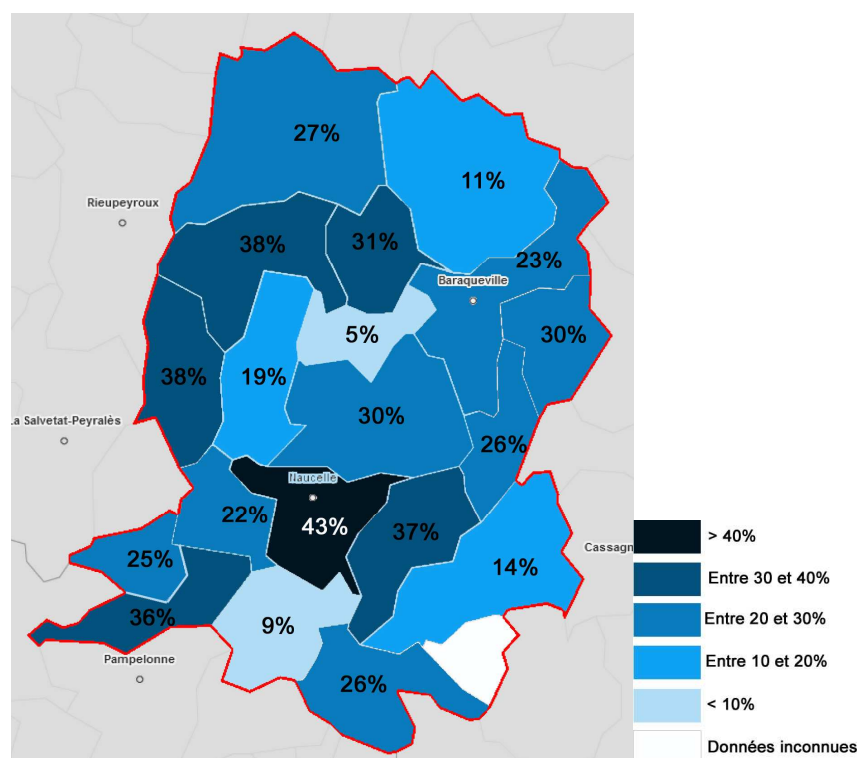 27%
11%
Rieupeyroux
38%
31%
23%
Baraqueville
5%
30%
38%
19%
30%
La Salvetat-Peyralès
26%
Naucelle
22%
43%
37%
> 40%
Cassagn
25%
14%
Entre 30 et 40%
36%
9%
Entre 20 et 30%
Pampelonne
Entre 10 et 20%
26%
< 10%
Données inconnues